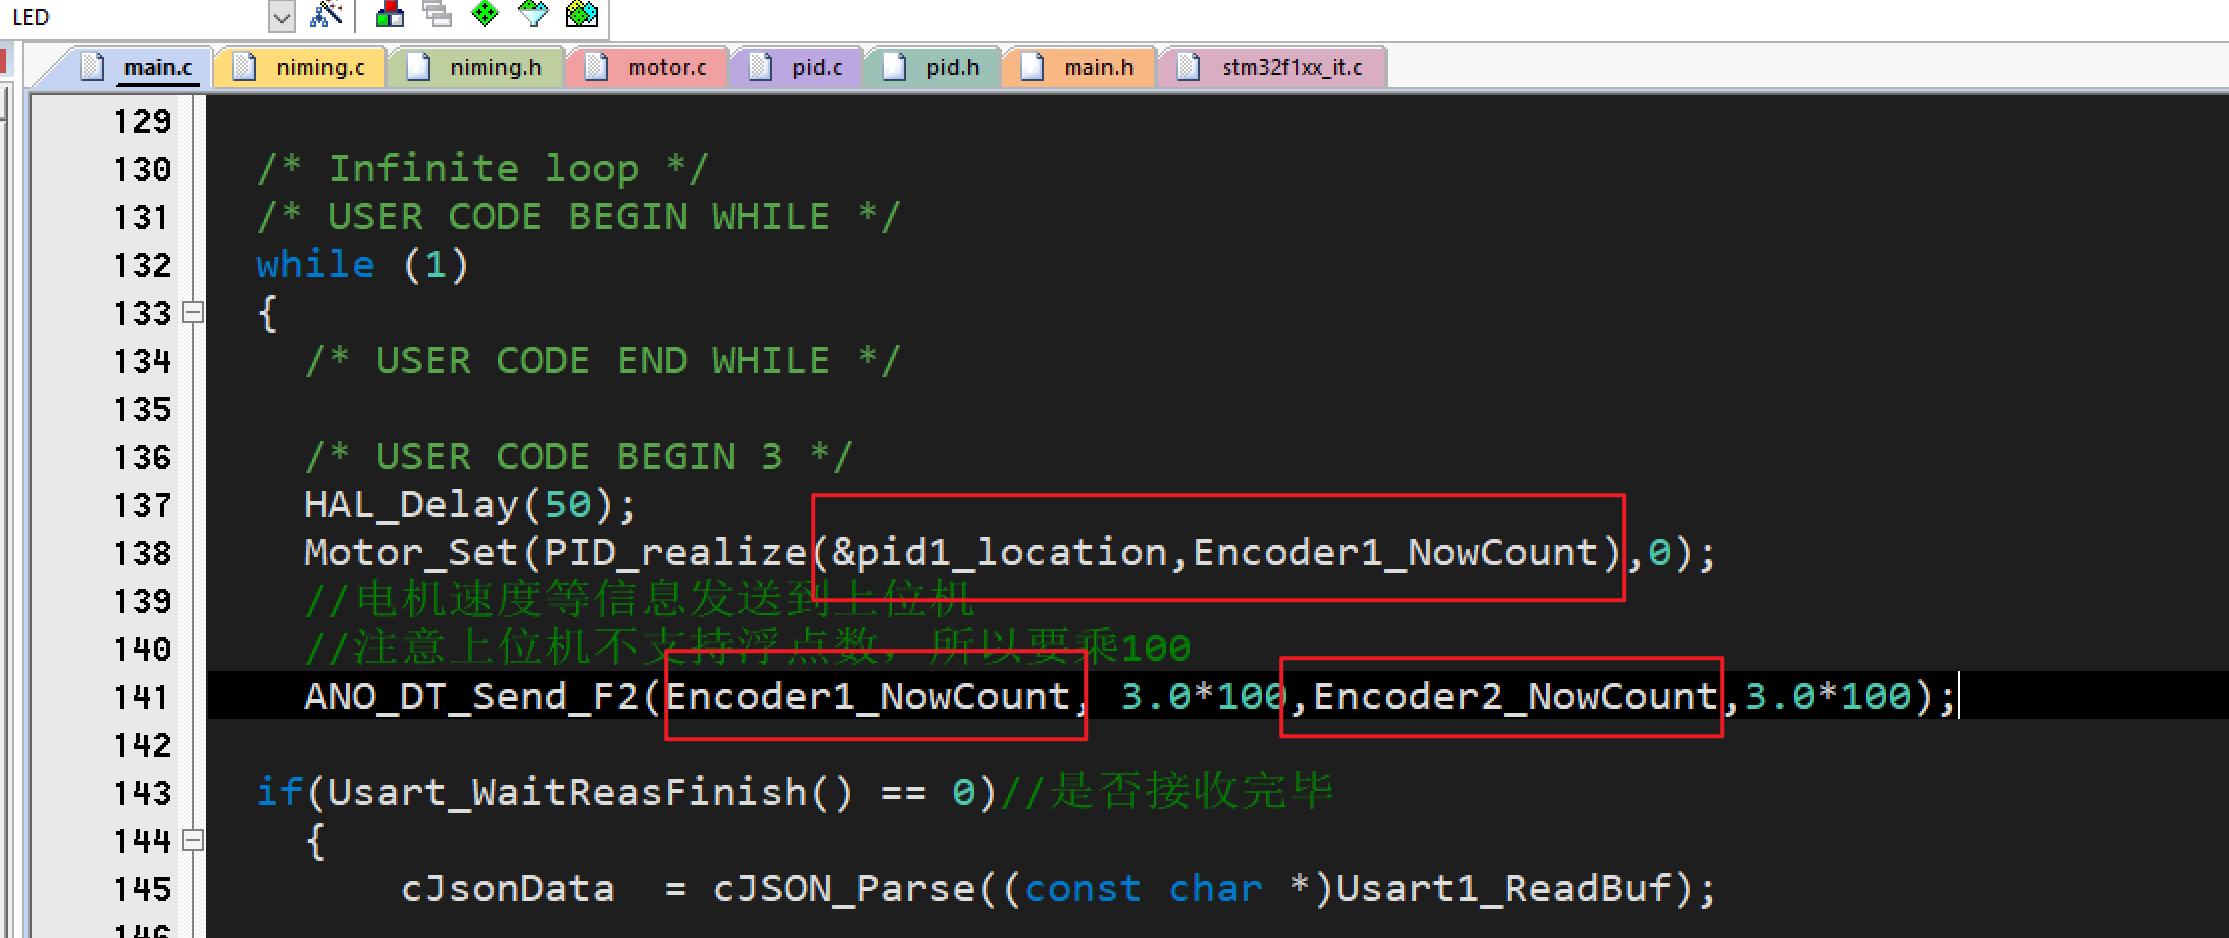 LED
main.c niming.c niming.h motor.c pid.c pid.h main.h stm32f1xx_it.c
129
130 /* Infinite loop */
131 /* USER CODE BEGIN WHILE */
132 while (1)
133 {
134 /* USER CODE END WHILE */
135
136 /* USER CODE BEGIN 3 */
137 HAL_Delay(50);
138 Motor_Set(PID_realize(&pid1_location,Encoder1_NowCount),0);
139 //电机速度等信息发送到上位机
140 //注意上位机不支持浮点数，所以要乘100
141 ANO_DT_Send_F2(Encoder1_NowCount, 3.0*100,Encoder2_NowCount,3.0*100);
142
143 if(Usart_WaitReasFinish() == 0)//是否接收完毕
144 {
145 cJsonData = cJSON_Parse((const char *)Usart1_ReadBuf);
146